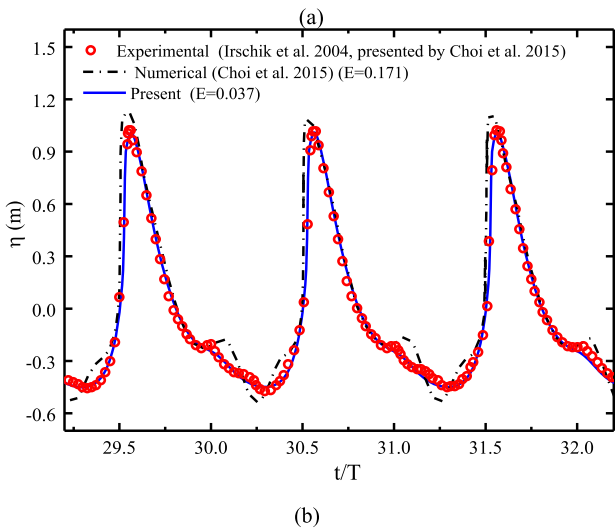 (a)
1.5
1.2
0.9
0.6
0.3
0.0
-0.3
-0.6
η (m)
Experimental (Irschik et al. 2004, presented by Choi et al. 2015)
Numerical (Choi et al. 2015) (E=0.171)
Present (E=0.037)
29.5 30.0 30.5 31.0 31.5 32.0
t/T
(b)